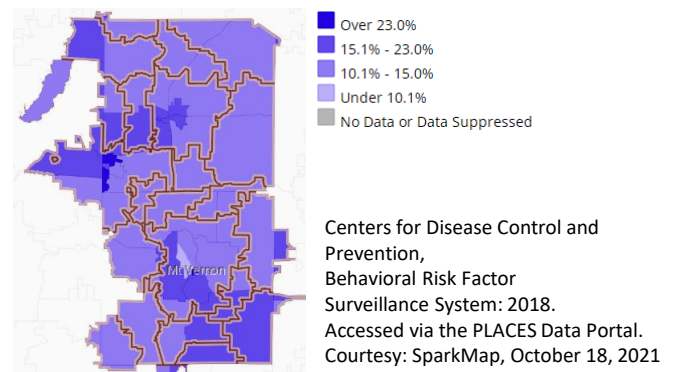 Over 23.0%
15.1% - 23.0%
10.1% - 15.0%
Under 10.1%
No Data or Data Suppressed
Mt Vernon
Centers for Disease Control and
Prevention,
Behavioral Risk Factor
Surveillance System: 2018.
Accessed via the PLACES Data Portal.
Courtesy: SparkMap, October 18, 2021